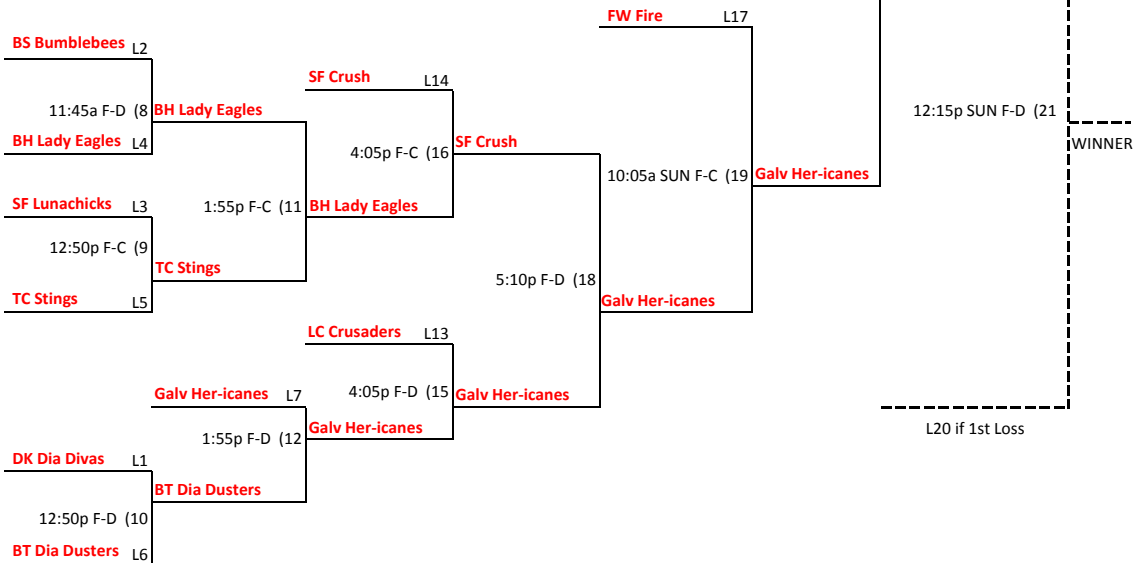 FW Fire L17
BS Bumblebees L2
SF Crush L14
11:45a F-D (8 BH Lady Eagles
12:15p SUN F-D (21
BH Lady Eagles L4
4:05p F-C (16 SF Crush
WINNER
10:05a SUN F-C (19 Galv Her-icanes
SF Lunachicks L3
1:55p F-C (11 BH Lady Eagles
12:50p F-C (9
TC Stings
5:10p F-D (18
TC Stings L5
Galv Her-icanes
LC Crusaders L13
Galv Her-icanes L7
4:05p F-D (15 Galv Her-icanes
L20 if 1st Loss
1:55p F-D (12 Galv Her-icanes
DK Dia Divas L1
BT Dia Dusters
12:50p F-D (10
BT Dia Dusters L6